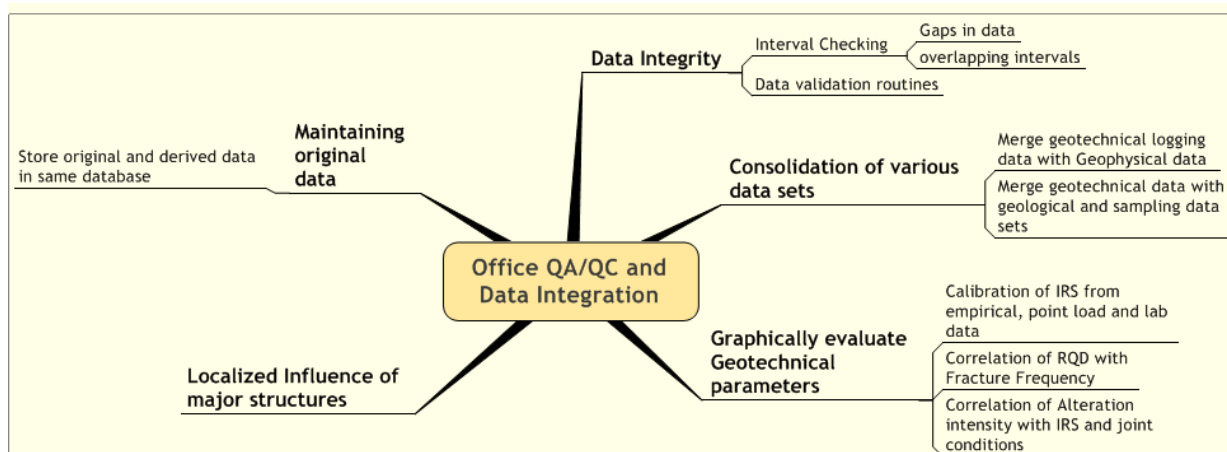 Data Integrity
Interval Checking
Gaps in data
overlapping intervals
Data validation routines
Maintaining
original
data
Store original and derived data
in same database
Consolidation of various
data sets
Merge geotechnical logging
data with Geophysical data
Merge geotechnical data with
geological and sampling data
sets
Office QA/QC and
Data Integration
Graphically evaluate
Geotechnical
parameters
Calibration of IRS from
empirical, point load and lab
data
Correlation of RQD with
Fracture Frequency
Correlation of Alteration
intensity with IRS and joint
conditions
Localized Influence of
major structures